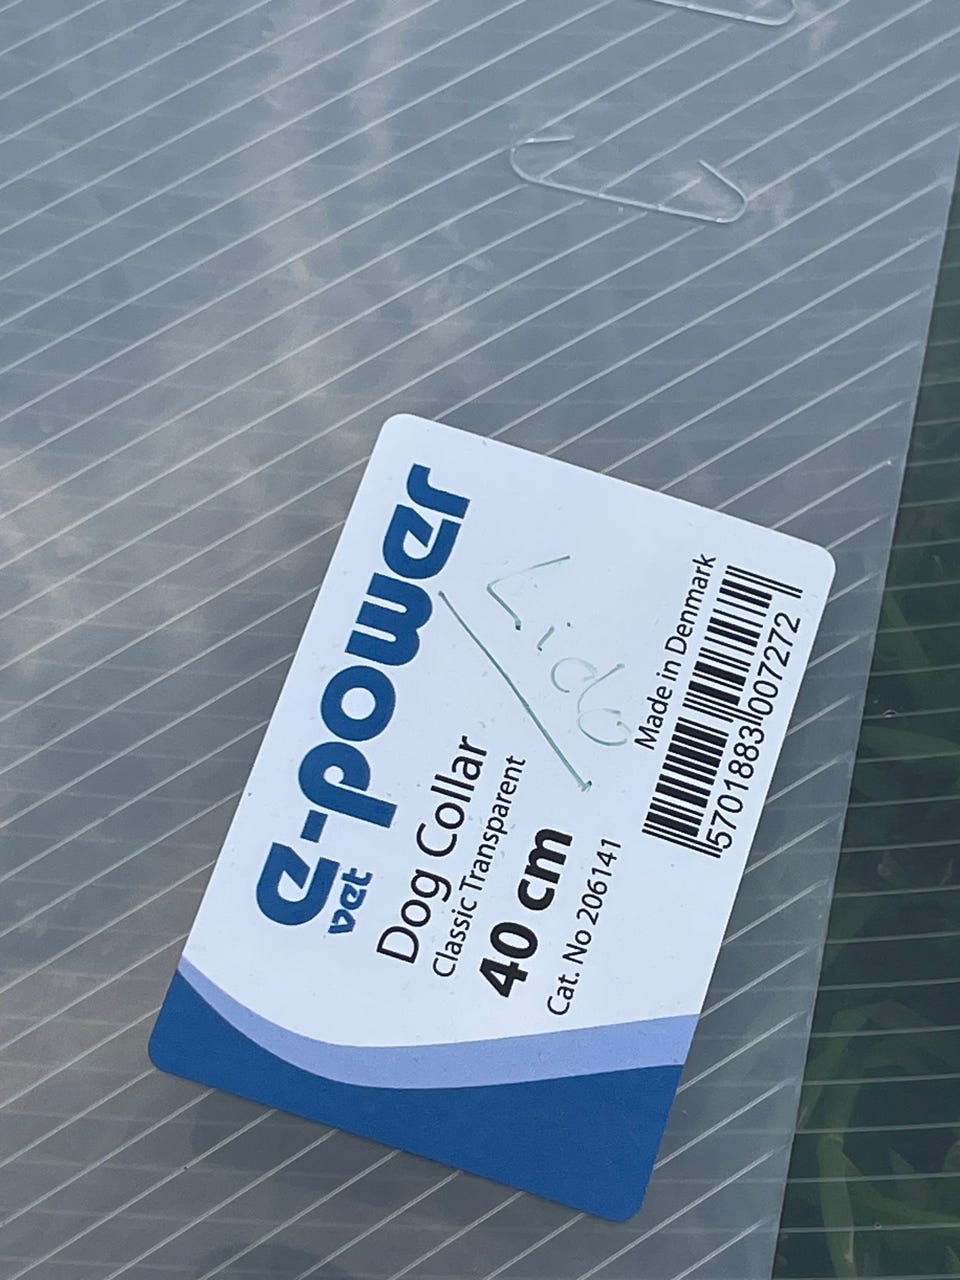 e-power
vet
Dog Collar
Classic Transparent
40 cm
Cat. No 206141
Made in Denmark
5701883007272